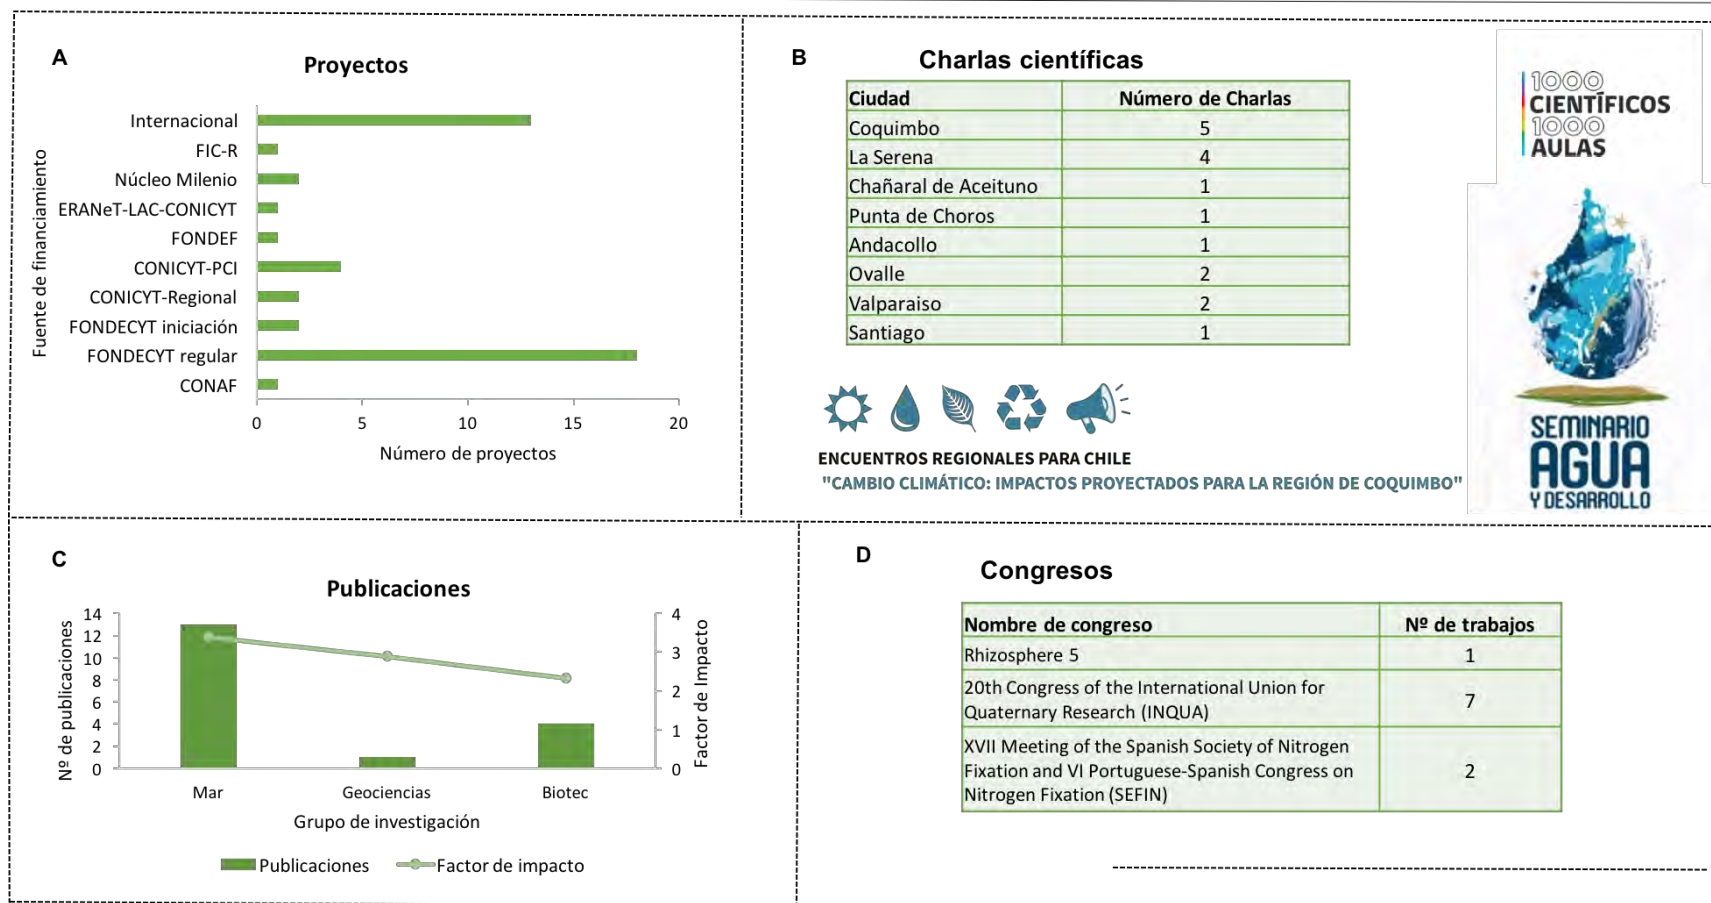 A
Proyectos
Fuente de financiamiento
Internacional
FIC-R
Núcleo Milenio
ERANeT-LAC-CONICYT
FONDEF
CONICYT-PCI
CONICYT-Regional
FONDECYT iniciación
FONDECYT regular
CONAF
0 5 10 15 20
Número de proyectos
B
Charlas científicas
Ciudad Número de Charlas
Coquimbo 5
La Serena 4
Chañaral de Aceituno 1
Punta de Choros 1
Andacollo 1
Ovalle 2
Valparaiso 2
Santiago 1
ENCUENTROS REGIONALES PARA CHILE
"CAMBIO CLIMÁTICO: IMPACTOS PROYECTADOS PARA LA REGIÓN DE COQUIMBO"
1000
CIENTÍFICOS
1000
AULAS
SEMINARIO
AGUA
Y DESARROLLO
C
Publicaciones
Nº de publicaciones
14
12
10
8
6
4
2
0
4
3
2
1
0
Factor de Impacto
Mar Geociencias Biotec
Grupo de investigación
Publicaciones Factor de impacto
D
Congresos
Nombre de congreso Nº de trabajos
Rhizosphere 5 1
20th Congress of the International Union for
Quaternary Research (INQUA) 7
XVII Meeting of the Spanish Society of Nitrogen
Fixation and VI Portuguese-Spanish Congress on 2
Nitrogen Fixation (SEFIN)